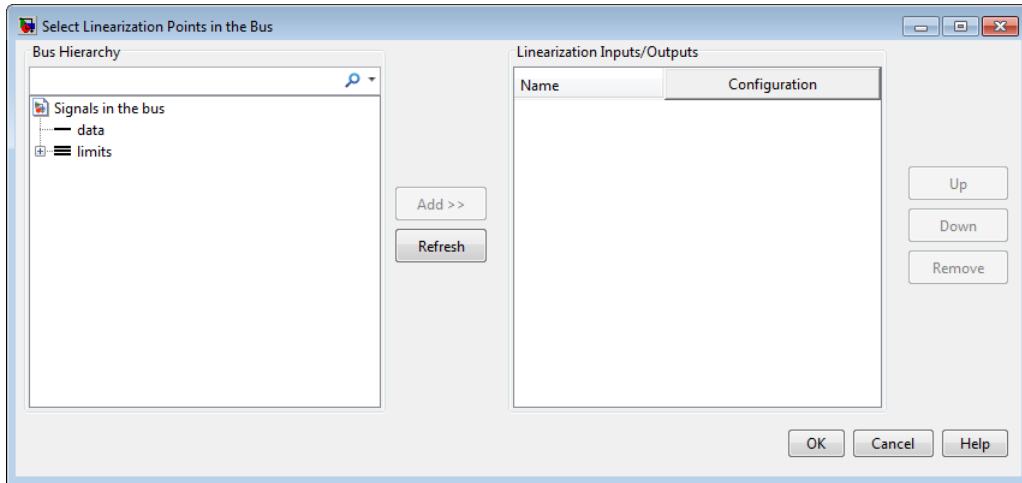 Select Linearization Points in the Bus
Bus Hierarchy
Signals in the bus
data
limits
Add >>
Refresh
Linearization Inputs/Outputs
Name Configuration
Up
Down
Remove
OK Cancel Help